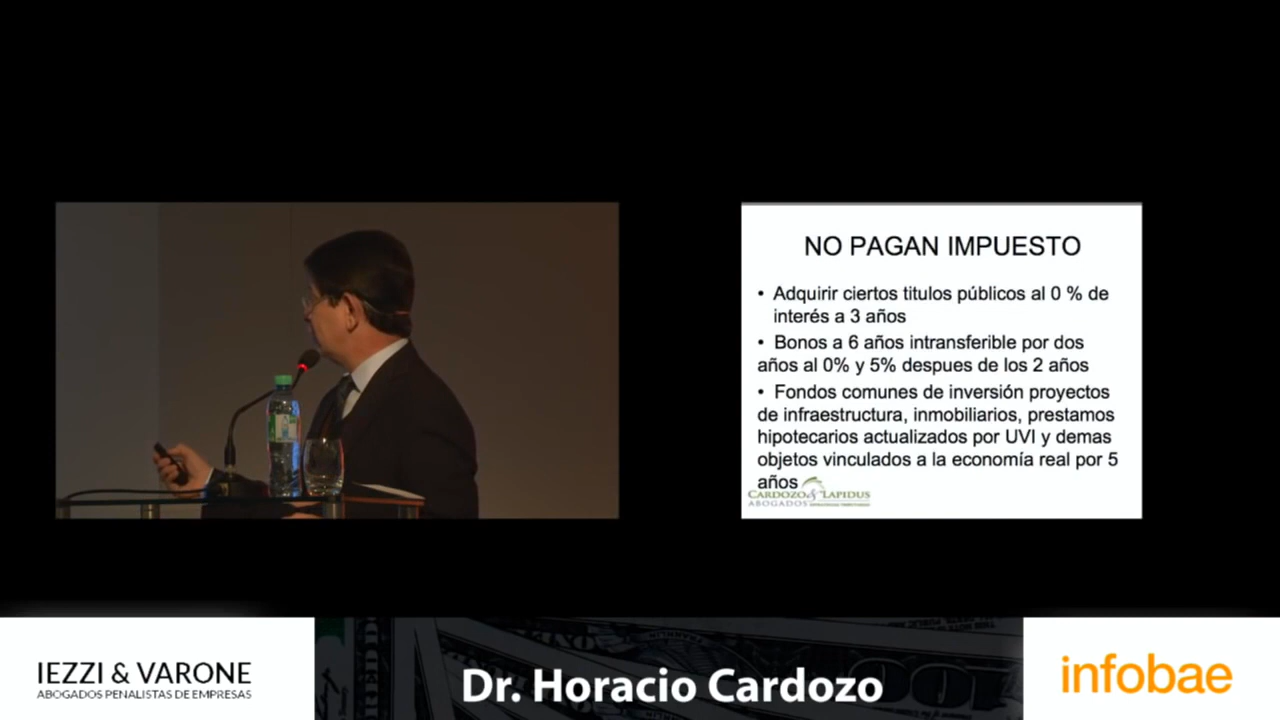 NO PAGAN IMPUESTO
• Adquirir ciertos titulos públicos al 0 % de
interés a 3 años
• Bonos a 6 años intransferible por dos
años al 0% y 5% despues de los 2 años
• Fondos comunes de inversión proyectos
de infraestructura, inmobiliarios, prestamos
hipotecarios actualizados por UVI y demas
objetos vinculados a la economía real por 5
años
CARDOZO & LAPIDUS
ABOGADOS
IEZZI & VARONE
ABOGADOS PENALISTAS DE EMPRESAS
Dr. Horacio Cardozo
infobae
FRANKLIN
100